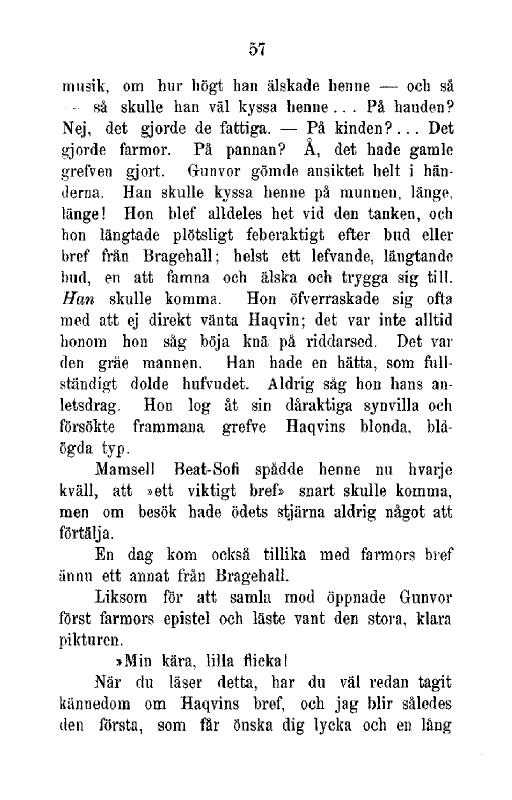 57
musik, om hur högt han älskade henne — och så
— så skulle han väl kyssa henne... På handen?
Nej, det gjorde de fattiga. — På kinden?... Det
gjorde farmor. På pannan? Å, det hade gamle
grefven gjort. Gunvor gömde ansiktet helt i hän-
derna. Han skulle kyssa henne på munnen, länge,
länge! Hon blef alldeles het vid den tanken, och
hon längtade plötsligt feberaktigt efter bud eller
bref från Bragehall; helst ett lefvande, längtande
bud, en att famna och älska och trygga sig till.
Han skulle komma. Hon öfverraskade sig ofta
med att ej direkt vänta Haqvin; det var inte alltid
honom hon såg böja knä på riddarsed. Det var
den gråe mannen. Han hade en hätta, som full-
ständigt dolde hufvudet. Aldrig såg hon hans an-
letsdrag. Hon log åt sin dåraktiga synvilla och
försökte frammana grefve Haqvins blonda, blå-
ögda typ.
Mamsell Beat-Sofi spådde henne nu hvarje
kväll, att »ett viktigt bref» snart skulle komma,
men om besök hade ödets stjärna aldrig något att
förtälja.
En dag kom också tillika med farmors bref
ännu ett annat från Bragehall.
Liksom för att samla mod öppnade Gunvor
först farmors epistel och läste vant den stora, klara
pikturen.
»Min kära, lilla flicka!
När du läser detta, har du väl redan tagit
kännedom om Haqvins bref, och jag blir således
den första, som får önska dig lycka och en lång